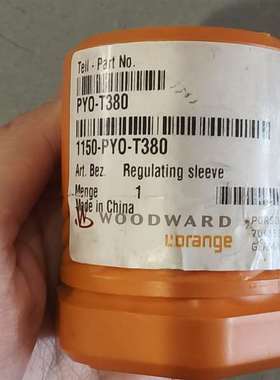 Teil - Part No.
PYO-T380
1150-PYO-T380
Art. Bez. Regulating sleeve
Menge 1
Made in China
WOODWARD
L'orange